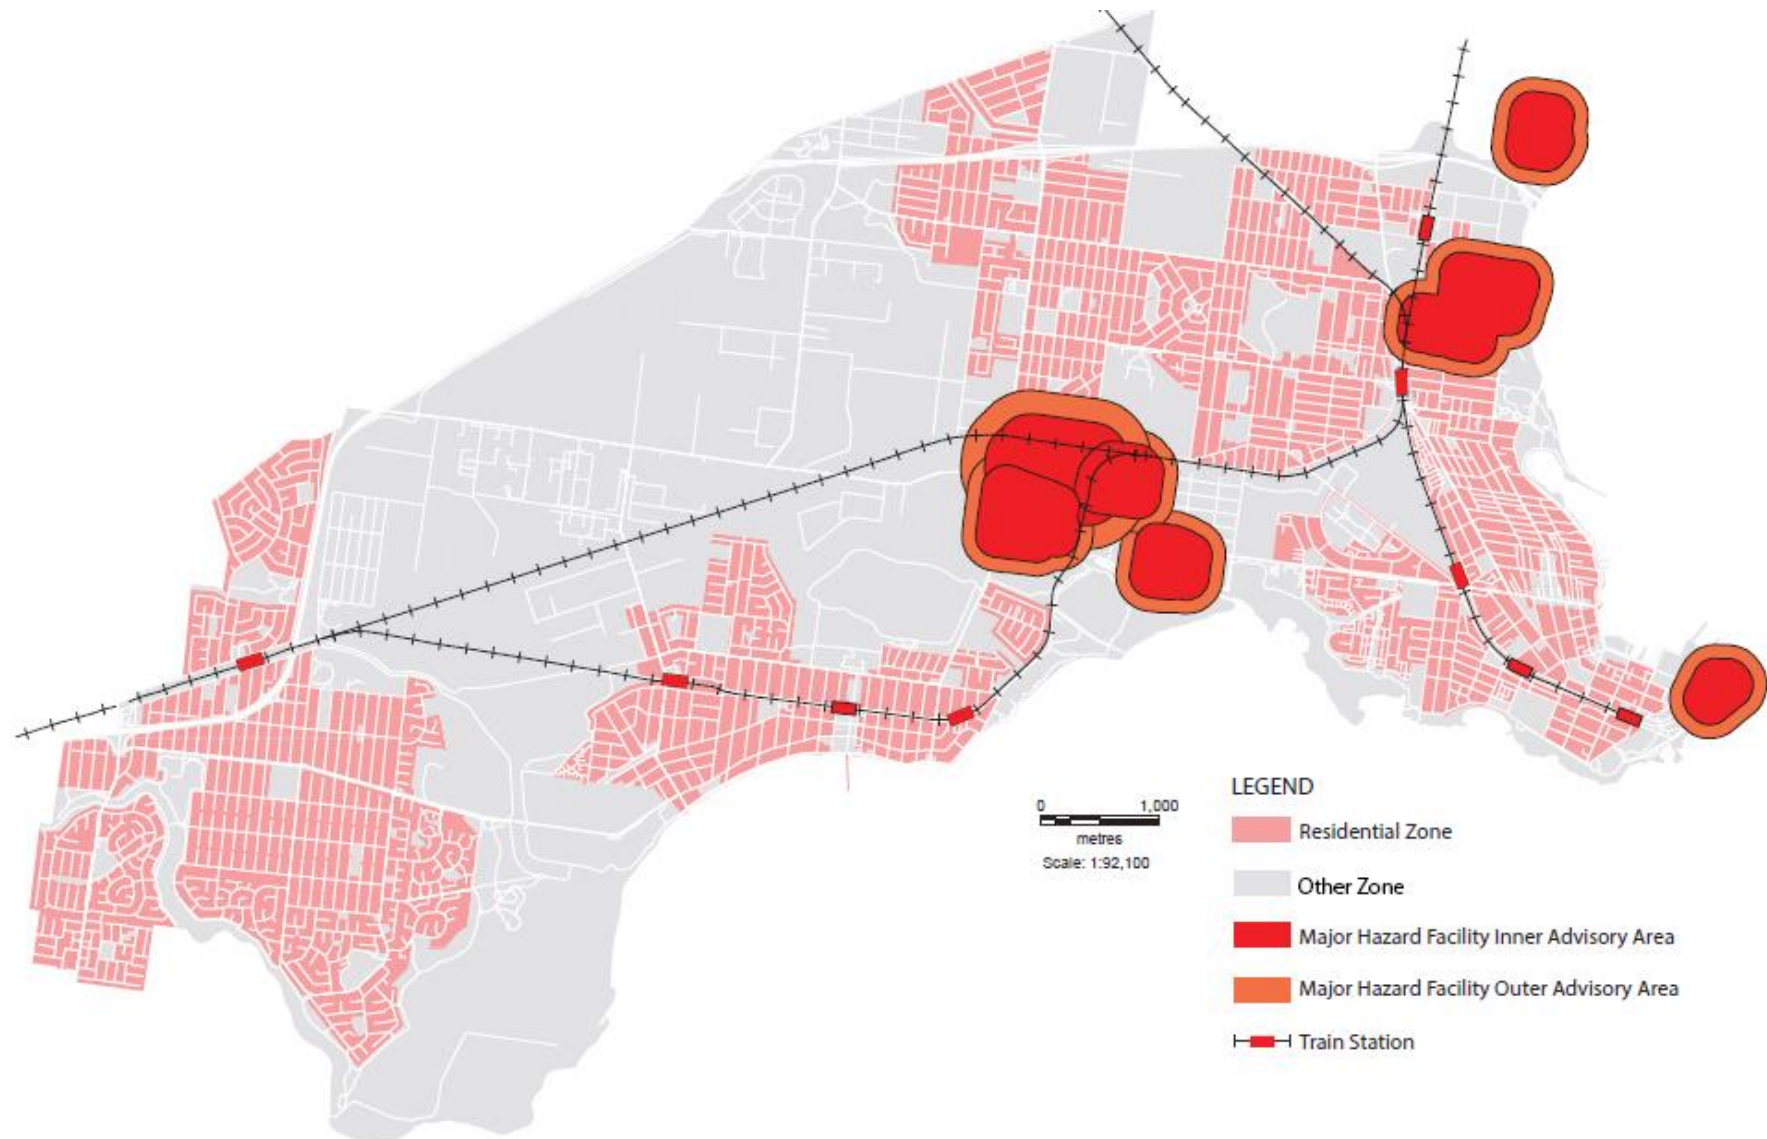 0 1,000
metres
Scale: 1:92,100
LEGEND
Residential Zone
Other Zone
Major Hazard Facility Inner Advisory Area
Major Hazard Facility Outer Advisory Area
Train Station